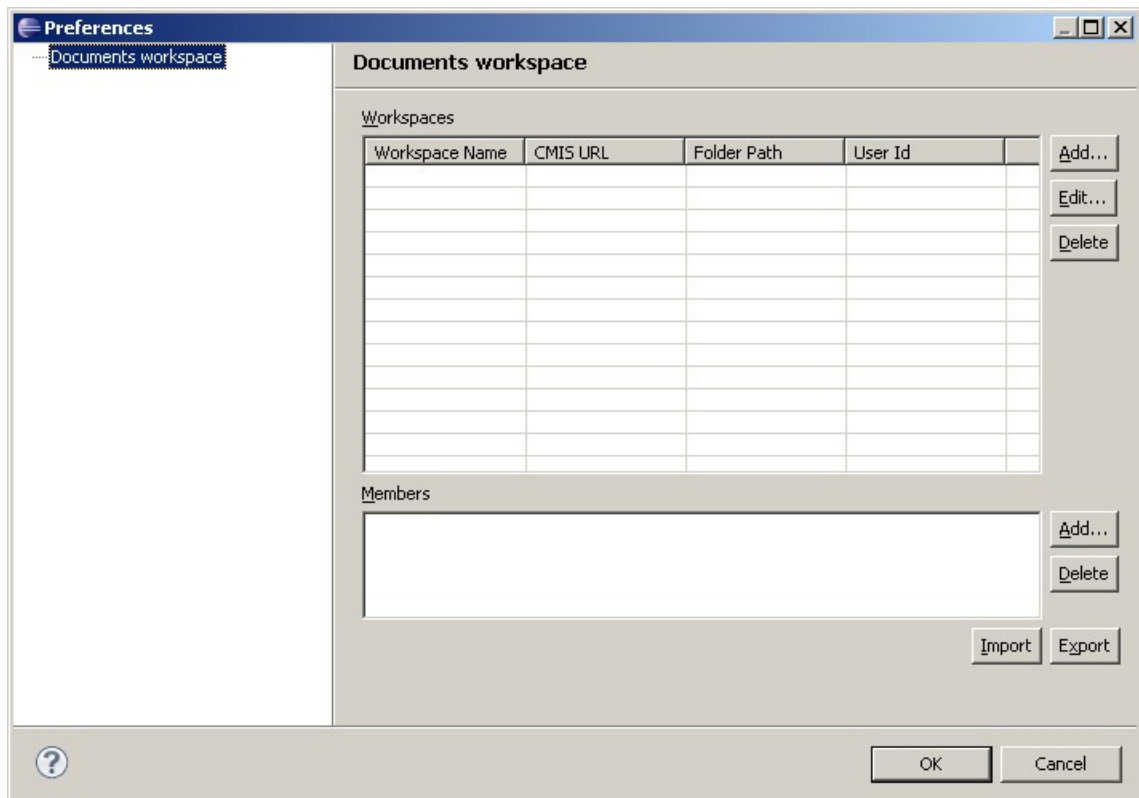 Preferences
Documents workspace
Documents workspace
Workspaces
Workspace Name CMIS URL Folder Path User Id
Add...
Edit...
Delete
Members
Add...
Delete
Import Export
? OK Cancel